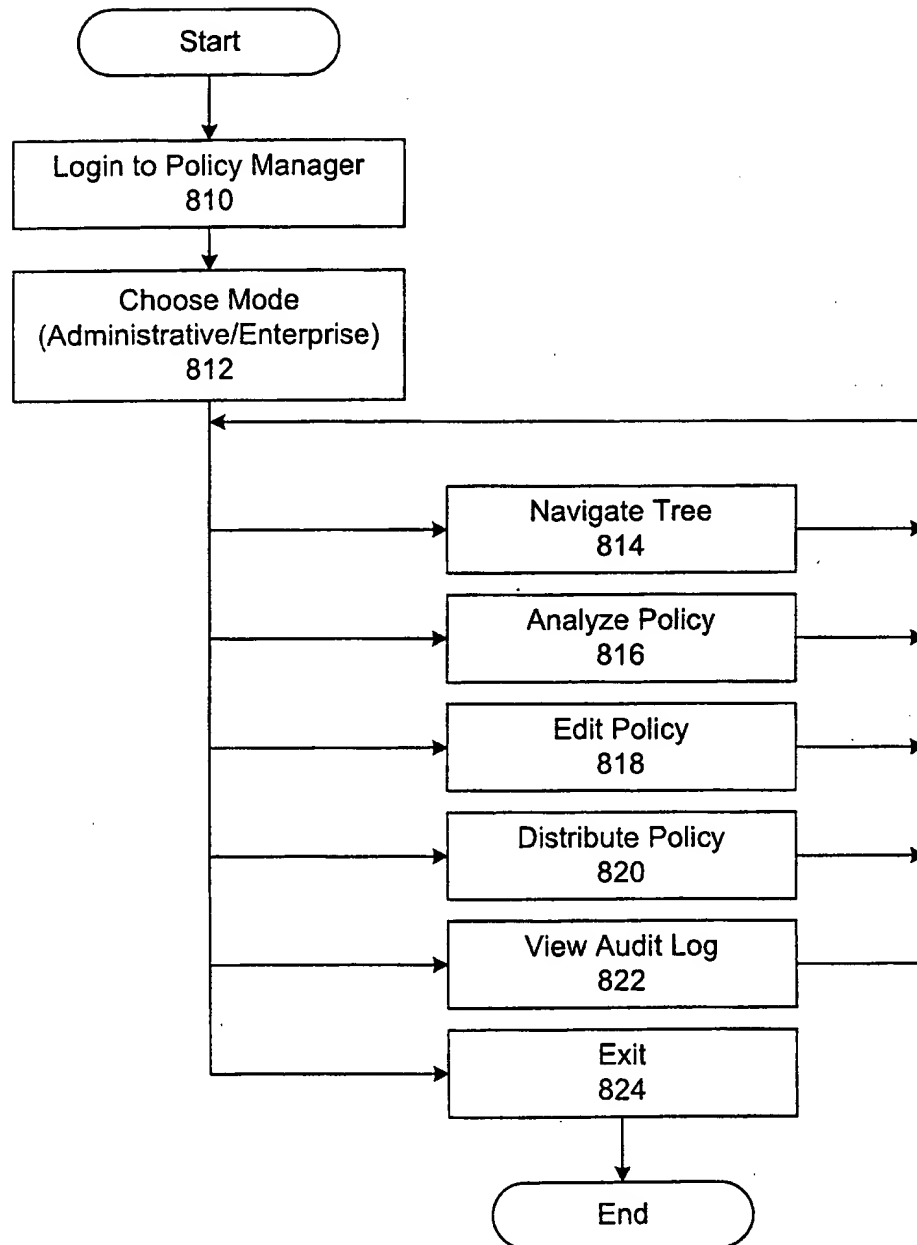 Start
Login to Policy Manager
810
Choose Mode
(Administrative/Enterprise)
812
Navigate Tree
814
Analyze Policy
816
Edit Policy
818
Distribute Policy
820
View Audit Log
822
Exit
824
End